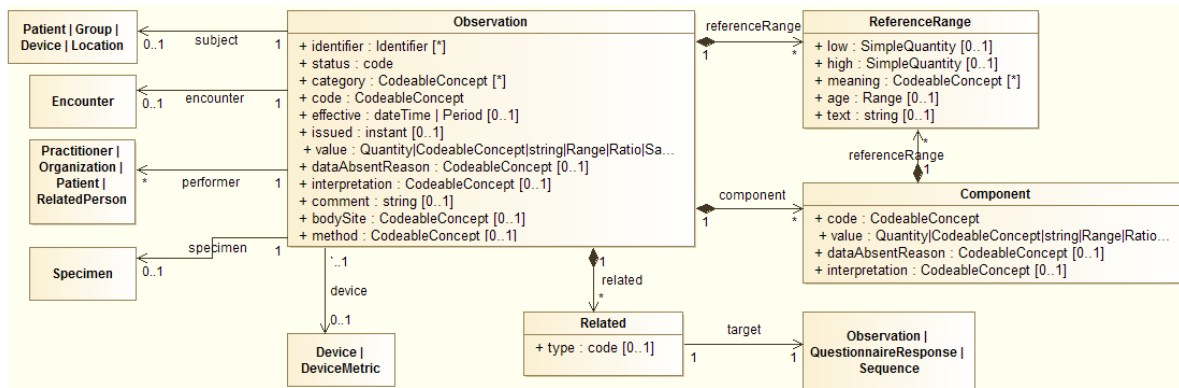 Patient | Group |
Device | Location
0..1
subject
1
Encounter
0..1
encounter
1
Practitioner |
Organization |
Patient |
RelatedPerson
*
performer
1
Specimen
0..1
specimen
1
Observation
+ identifier : Identifier [*]
+ status : code
+ category : CodeableConcept [*]
+ code : CodeableConcept
+ effective : dateTime | Period [0..1]
+ issued : instant [0..1]
+ value : Quantity|CodeableConcept|string|Range|Ratio|Sa...
+ dataAbsentReason : CodeableConcept [0..1]
+ interpretation : CodeableConcept [0..1]
+ comment : string [0..1]
+ bodySite : CodeableConcept [0..1]
+ method : CodeableConcept [0..1]
referenceRange
1
*
ReferenceRange
+ low : SimpleQuantity [0..1]
+ high : SimpleQuantity [0..1]
+ meaning : CodeableConcept [*]
+ age : Range [0..1]
+ text : string [0..1]
*
referenceRange
1
component
1
*
Component
+ code : CodeableConcept
+ value : Quantity|CodeableConcept|string|Range|Ratio...
+ dataAbsentReason : CodeableConcept [0..1]
+ interpretation : CodeableConcept [0..1]
`..1
device
0..1
Device |
DeviceMetric
1
related
*
Related
+ type : code [0..1]
target
1
1
Observation |
QuestionnaireResponse |
Sequence